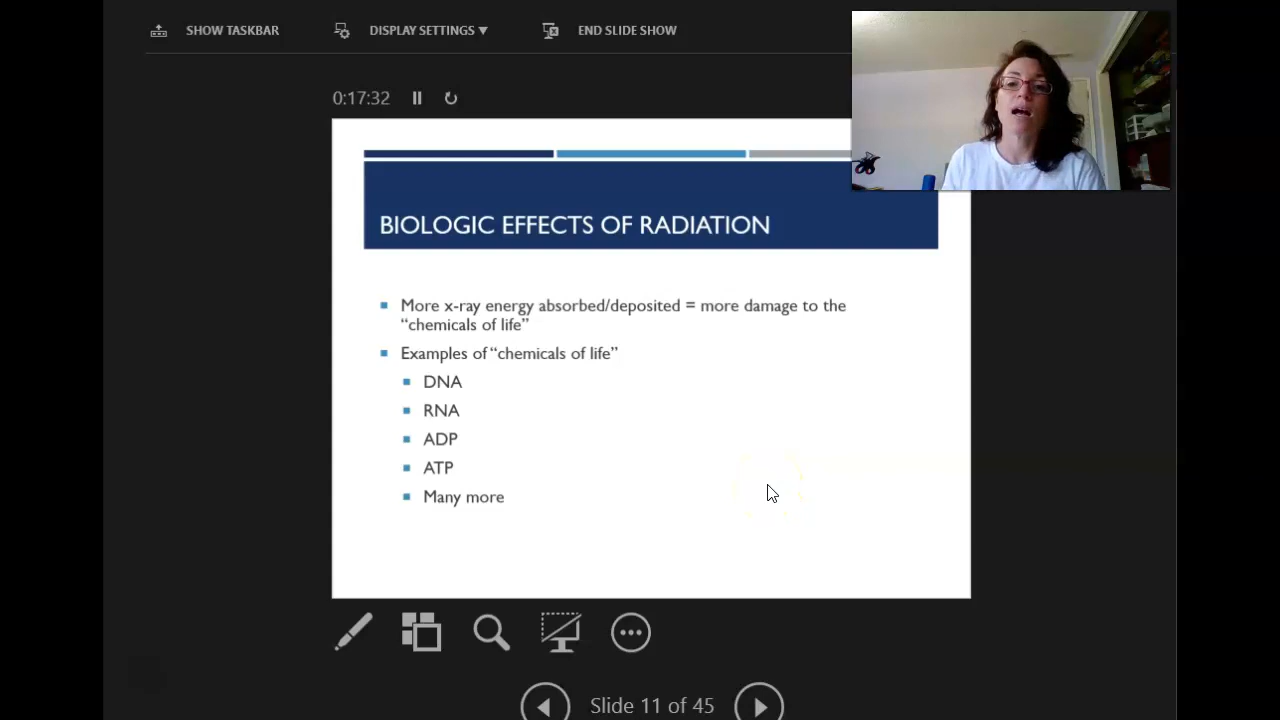 SHOW TASKBAR
DISPLAY SETTINGS ▼
END SLIDE SHOW
0:17:32
BIOLOGIC EFFECTS OF RADIATION
More x-ray energy absorbed/deposited = more damage to the
“chemicals of life”
Examples of “chemicals of life”
DNA
RNA
ADP
ATP
Many more
Slide 11 of 45